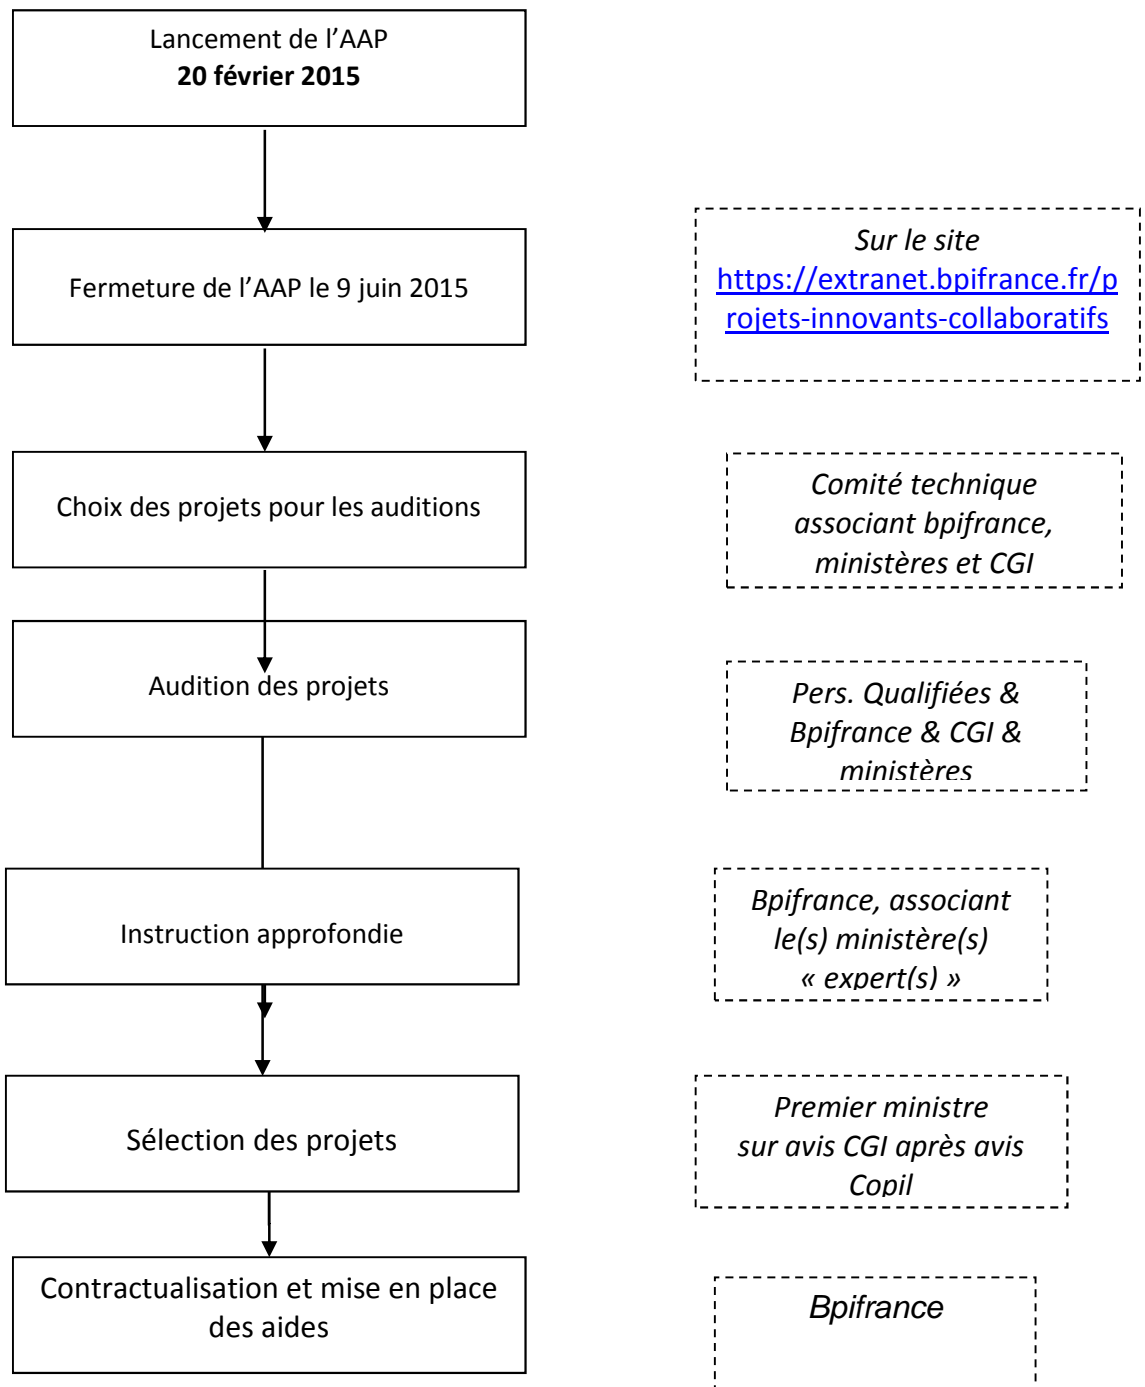 Lancement de l’AAP
20 février 2015
Fermeture de l’AAP le 9 juin 2015
Sur le site
https://extranet.bpifrance.fr/p
rojets-innovants-collaboratifs
Choix des projets pour les auditions
Comité technique
associant bpifrance,
ministères et CGI
Audition des projets
Pers. Qualifiées &
Bpifrance & CGI &
ministères
Instruction approfondie
Bpifrance, associant
le(s) ministère(s)
« expert(s) »
Sélection des projets
Premier ministre
sur avis CGI après avis
Copil
Contractualisation et mise en place
des aides
Bpifrance